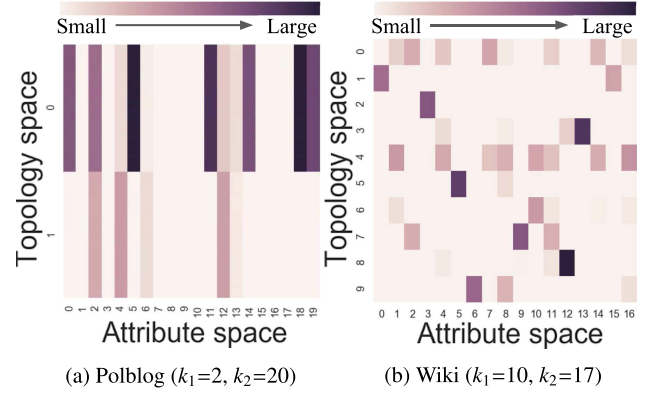 Small Large
Topology space
0
1
0 1 2 3 4 5 6 7 8 9 10 11 12 13 14 15 16 17 18 19
Attribute space
(a) Polblog (k₁=2, k₂=20)
Small Large
Topology space
0
1
2
3
4
5
6
7
8
9
0 1 2 3 4 5 6 7 8 9 10 11 12 13 14 15 16
Attribute space
(b) Wiki (k₁=10, k₂=17)